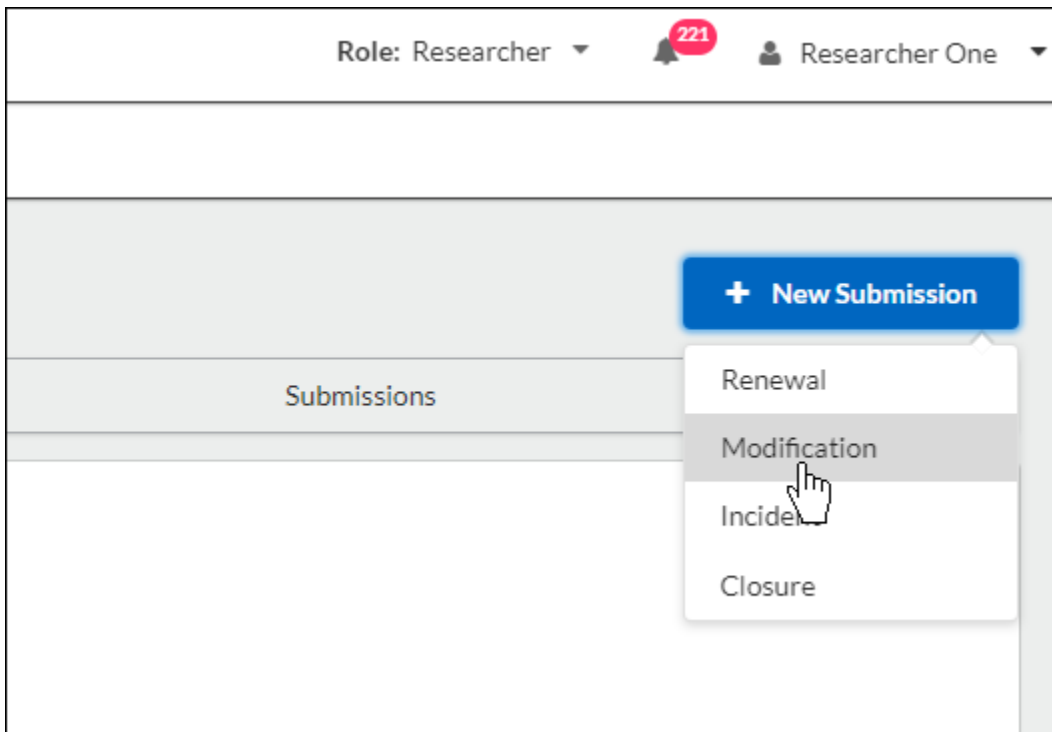 Role: Researcher
221
Researcher One
+ New Submission
Submissions
Renewal
Modification
Closure